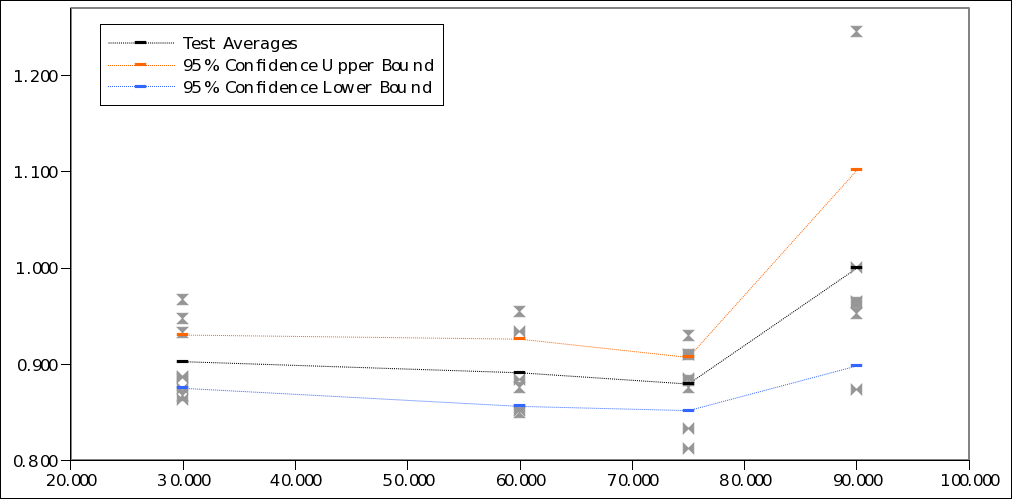 Test Averages
95% Confidence Upper Bound
95% Confidence Lower Bound
1.200
1.100
1.000
0.900
0.800
20.000 30.000 40.000 50.000 60.000 70.000 80.000 90.000 100.000